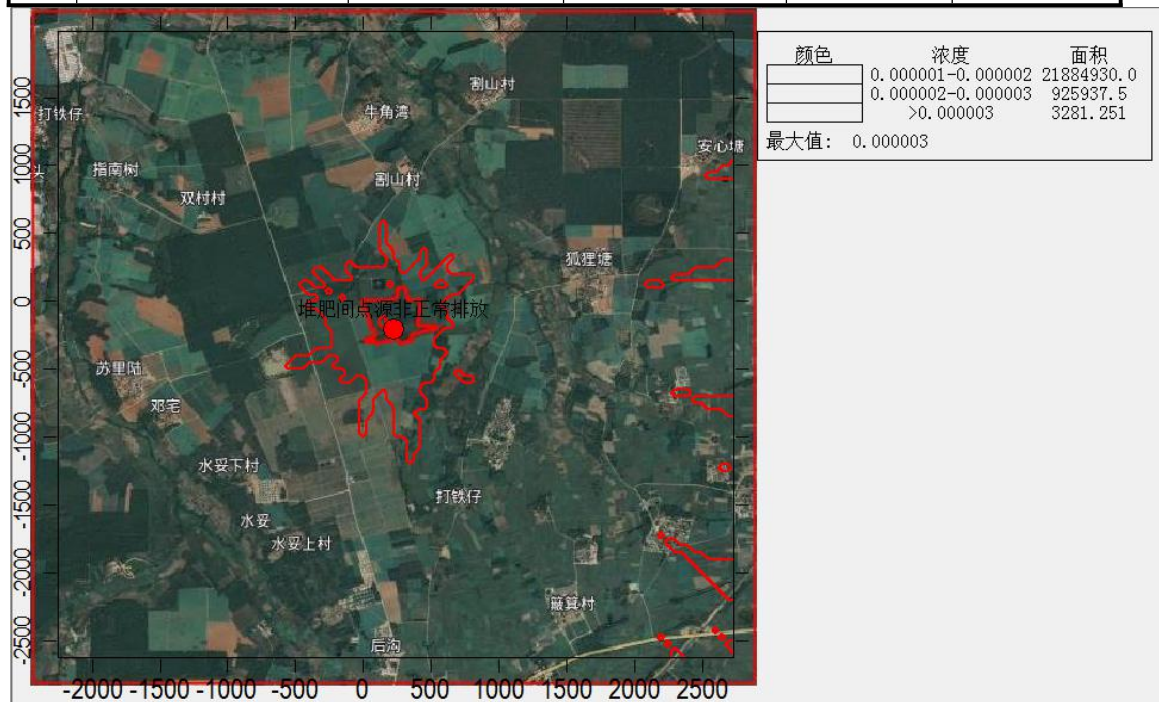 颜色 浓度 面积
0.000001-0.000002 21884930.0
0.000002-0.000003 925937.5
>0.000003 3281.251
最大值: 0.000003
割山村
打铁仔
牛角湾
安心塘
头
指南树
割山村
双村村
狐狸塘
堆肥间点源非正常排放
苏里陆
邓宅
水妥下村
打铁仔
水妥
水妥上村
簸箕村
后沟
1500
1000
500
0
-500
-1000
-1500
-2000
-2500
-2000 -1500 -1000 -500 0 500 1000 1500 2000 2500